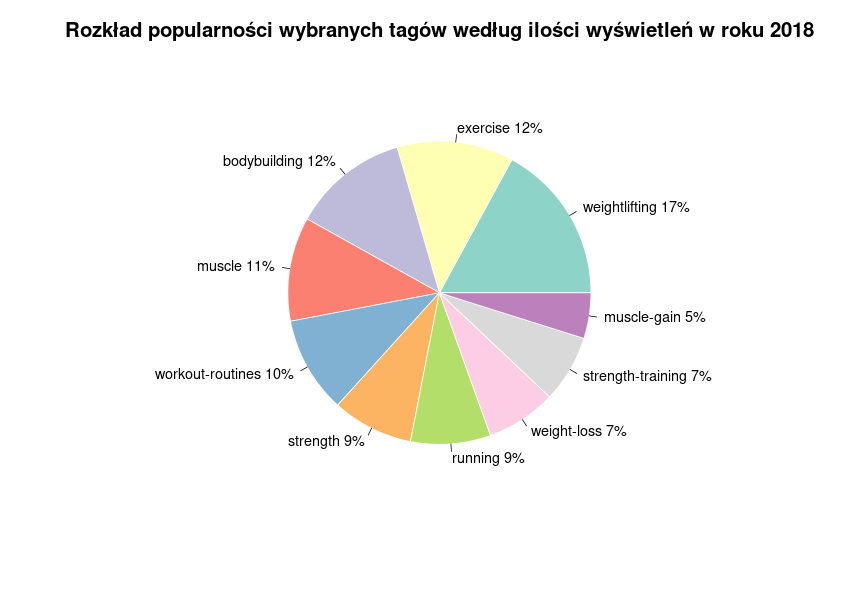 Rozkład popularności wybranych tagów według ilości wyświetleń w roku 2018
exercise 12%
bodybuilding 12%
weightlifting 17%
muscle 11%
muscle-gain 5%
workout-routines 10%
strength-training 7%
strength 9%
weight-loss 7%
running 9%